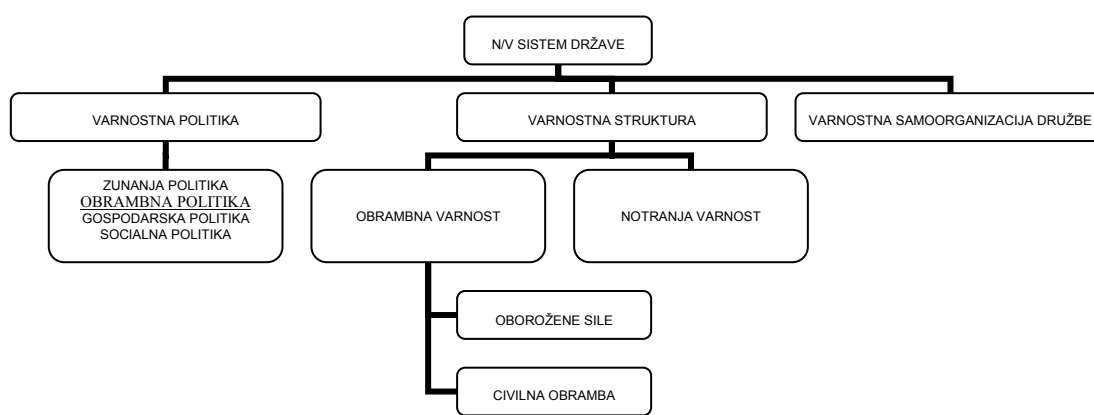 N/V SISTEM DRŽAVE
VARNOSTNA POLITIKA
VARNOSTNA STRUKTURA
VARNOSTNA SAMOORGANIZACIJA DRUŽBE
ZUNANJA POLITIKA
OBRAMBNA POLITIKA
GOSPODARSKA POLITIKA
SOCIALNA POLITIKA
OBRAMBNA VARNOST
NOTRANJA VARNOST
OBOROŽENE SILE
CIVILNA OBRAMBA